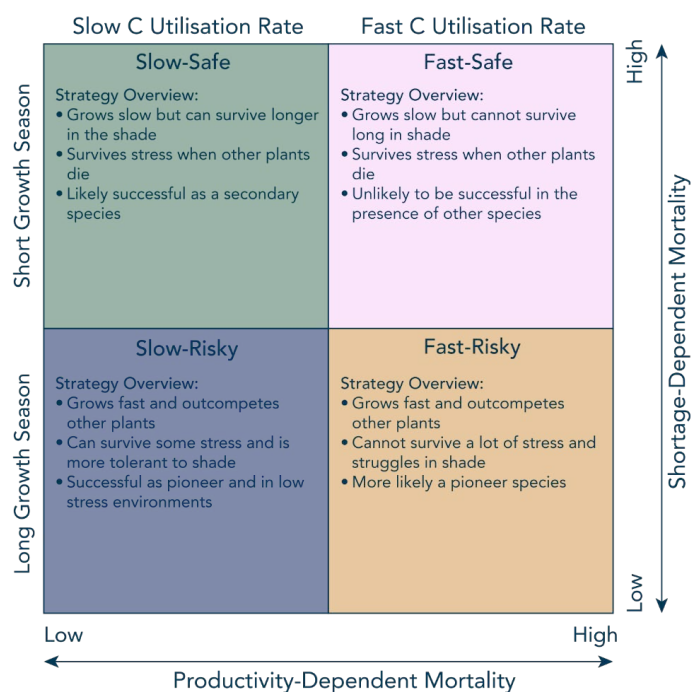 Slow C Utilisation Rate
Fast C Utilisation Rate
Short Growth Season
Slow-Safe
Strategy Overview:
• Grows slow but can survive longer
in the shade
• Survives stress when other plants
die
• Likely successful as a secondary
species
Fast-Safe
Strategy Overview:
• Grows slow but cannot survive
long in shade
• Survives stress when other plants
die
• Unlikely to be successful in the
presence of other species
High
Shortage-Dependent Mortality
Long Growth Season
Slow-Risky
Strategy Overview:
• Grows fast and outcompetes
other plants
• Can survive some stress and is
more tolerant to shade
• Successful as pioneer and in low
stress environments
Fast-Risky
Strategy Overview:
• Grows fast and outcompetes
other plants
• Cannot survive a lot of stress and
struggles in shade
• More likely a pioneer species
Low
Low
High
Productivity-Dependent Mortality